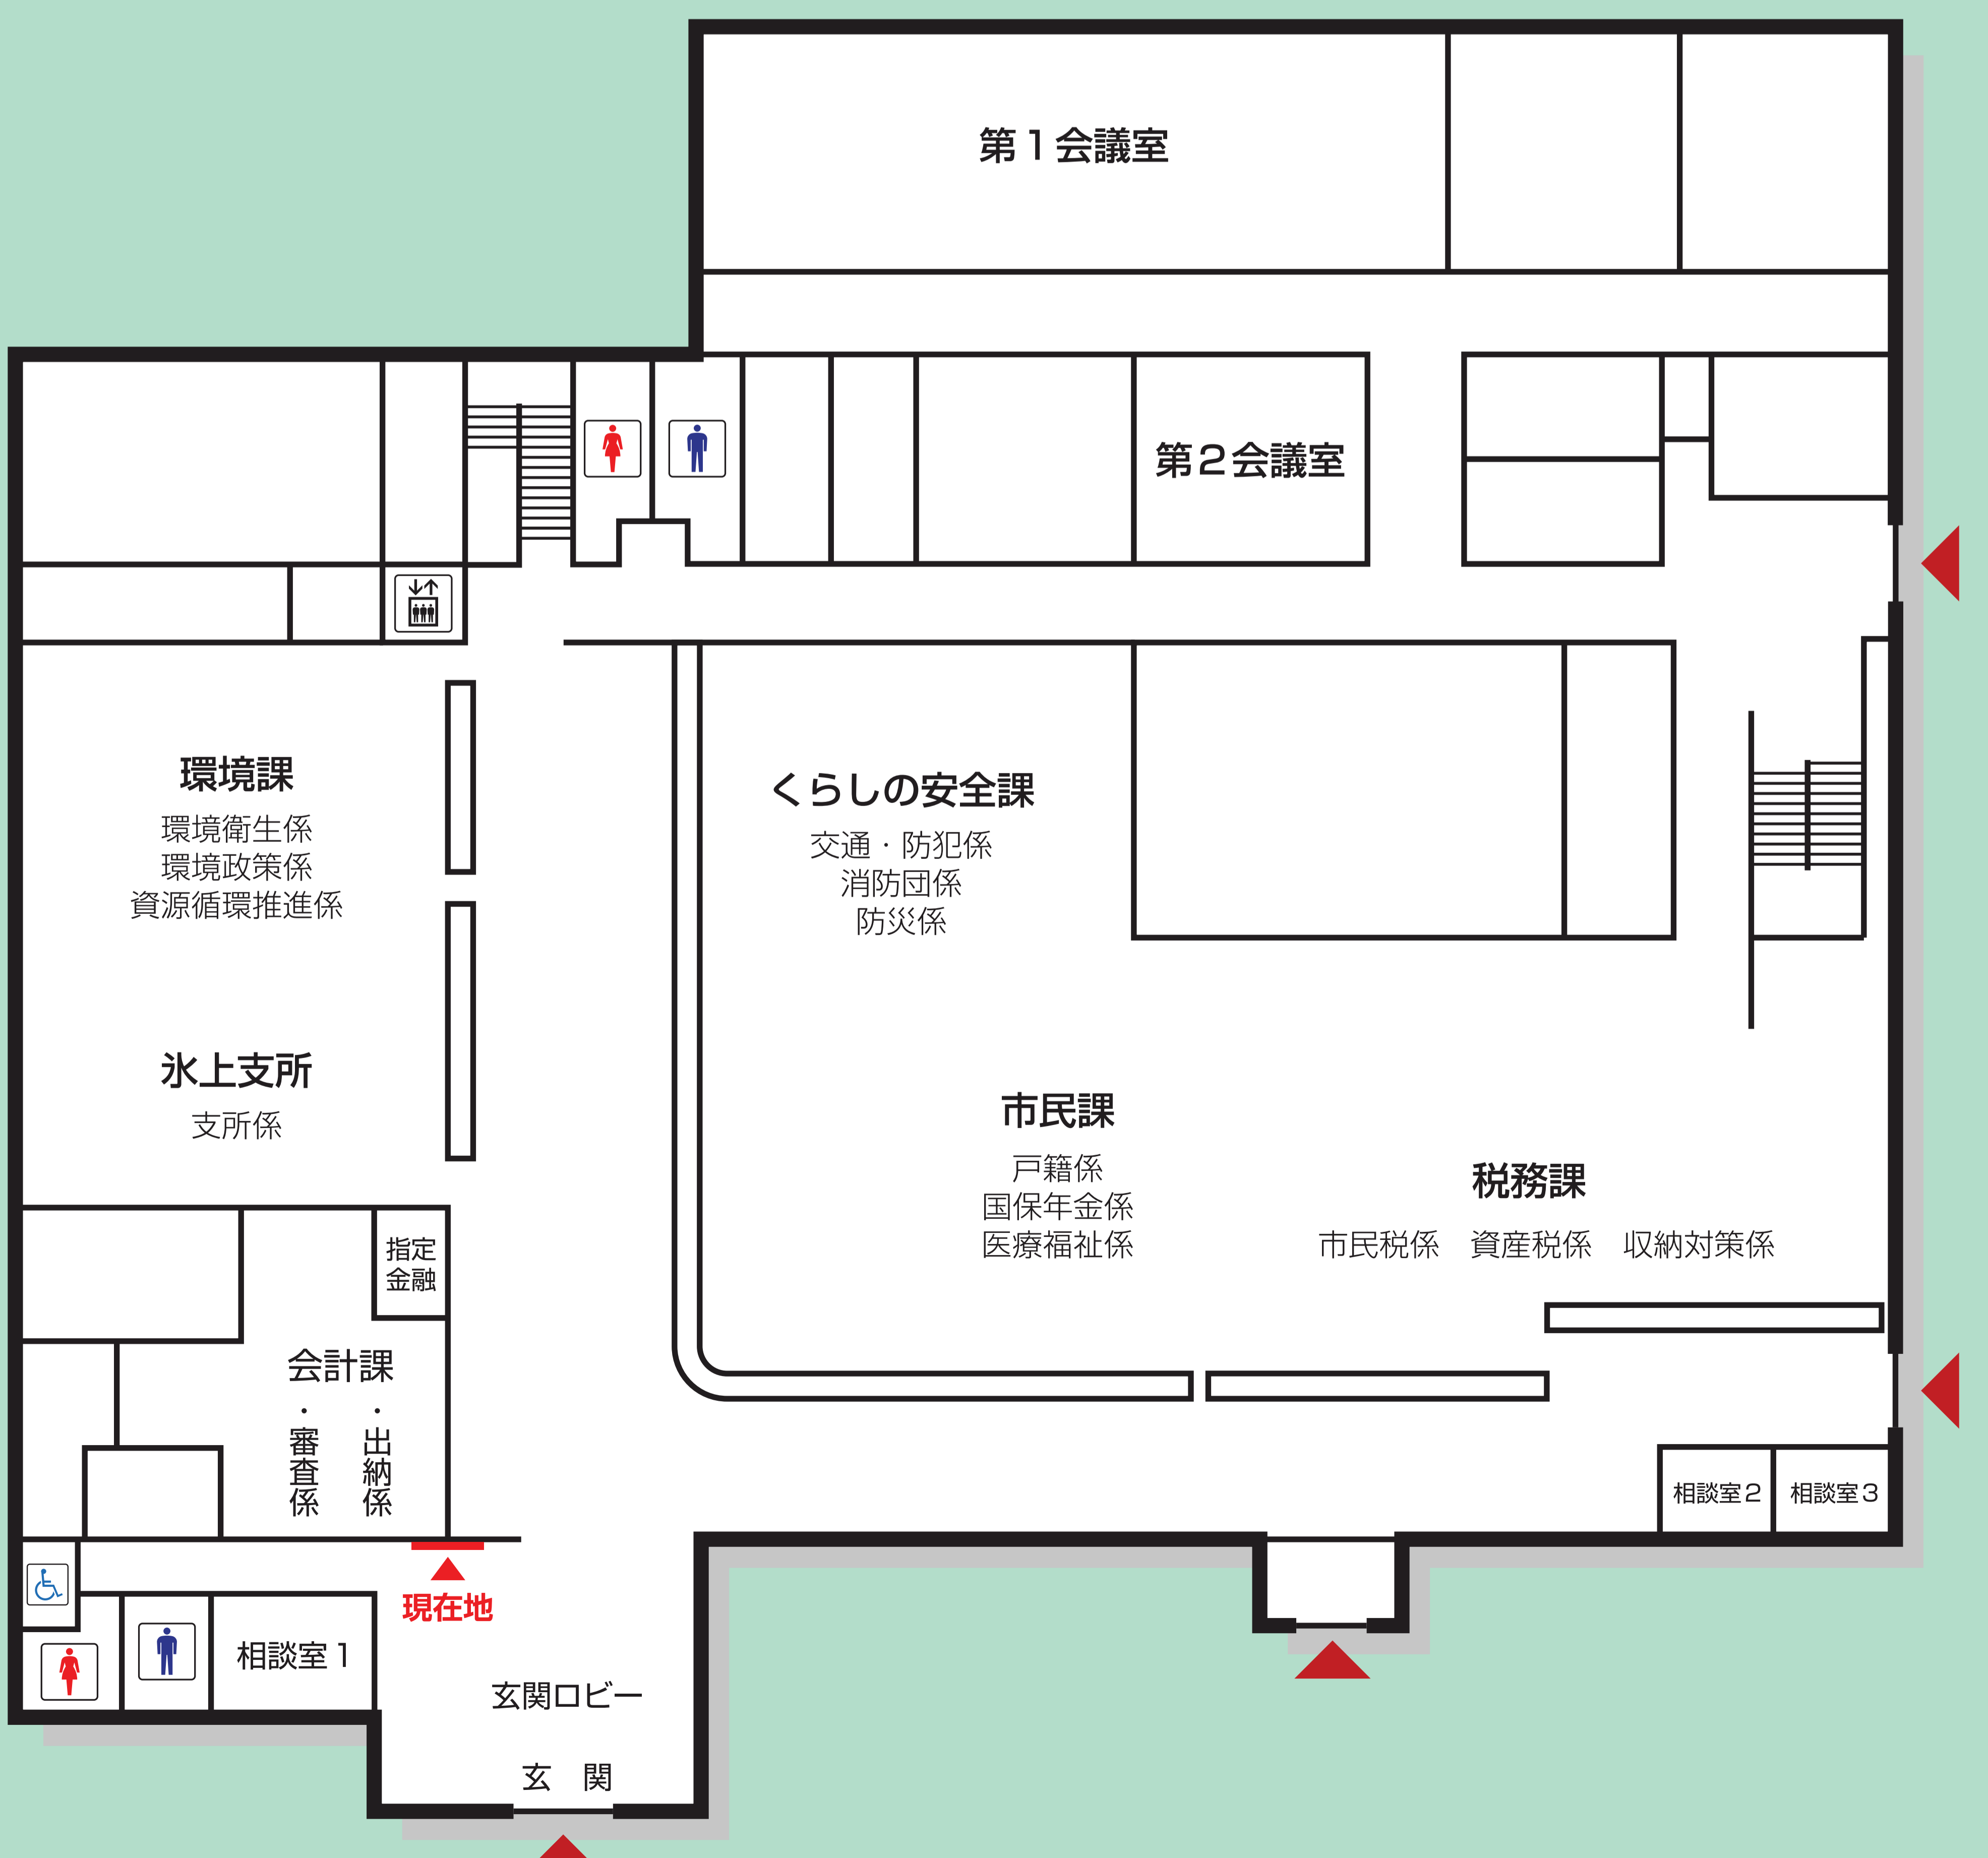 第１会議室
第２会議室
環境課
環境衛生係
環境政策係
資源循環推進係
くらしの安全課
交通・防犯係
消防団係
防災係
氷上支所
支所係
市民課
戸籍係
国保年金係
医療福祉係
税務課
市民税係　資産税係　収納対策係
指定
金融
会計課
・出納係
・審査係
相談室２
相談室３
現在地
相談室１
玄関ロビー
玄　関